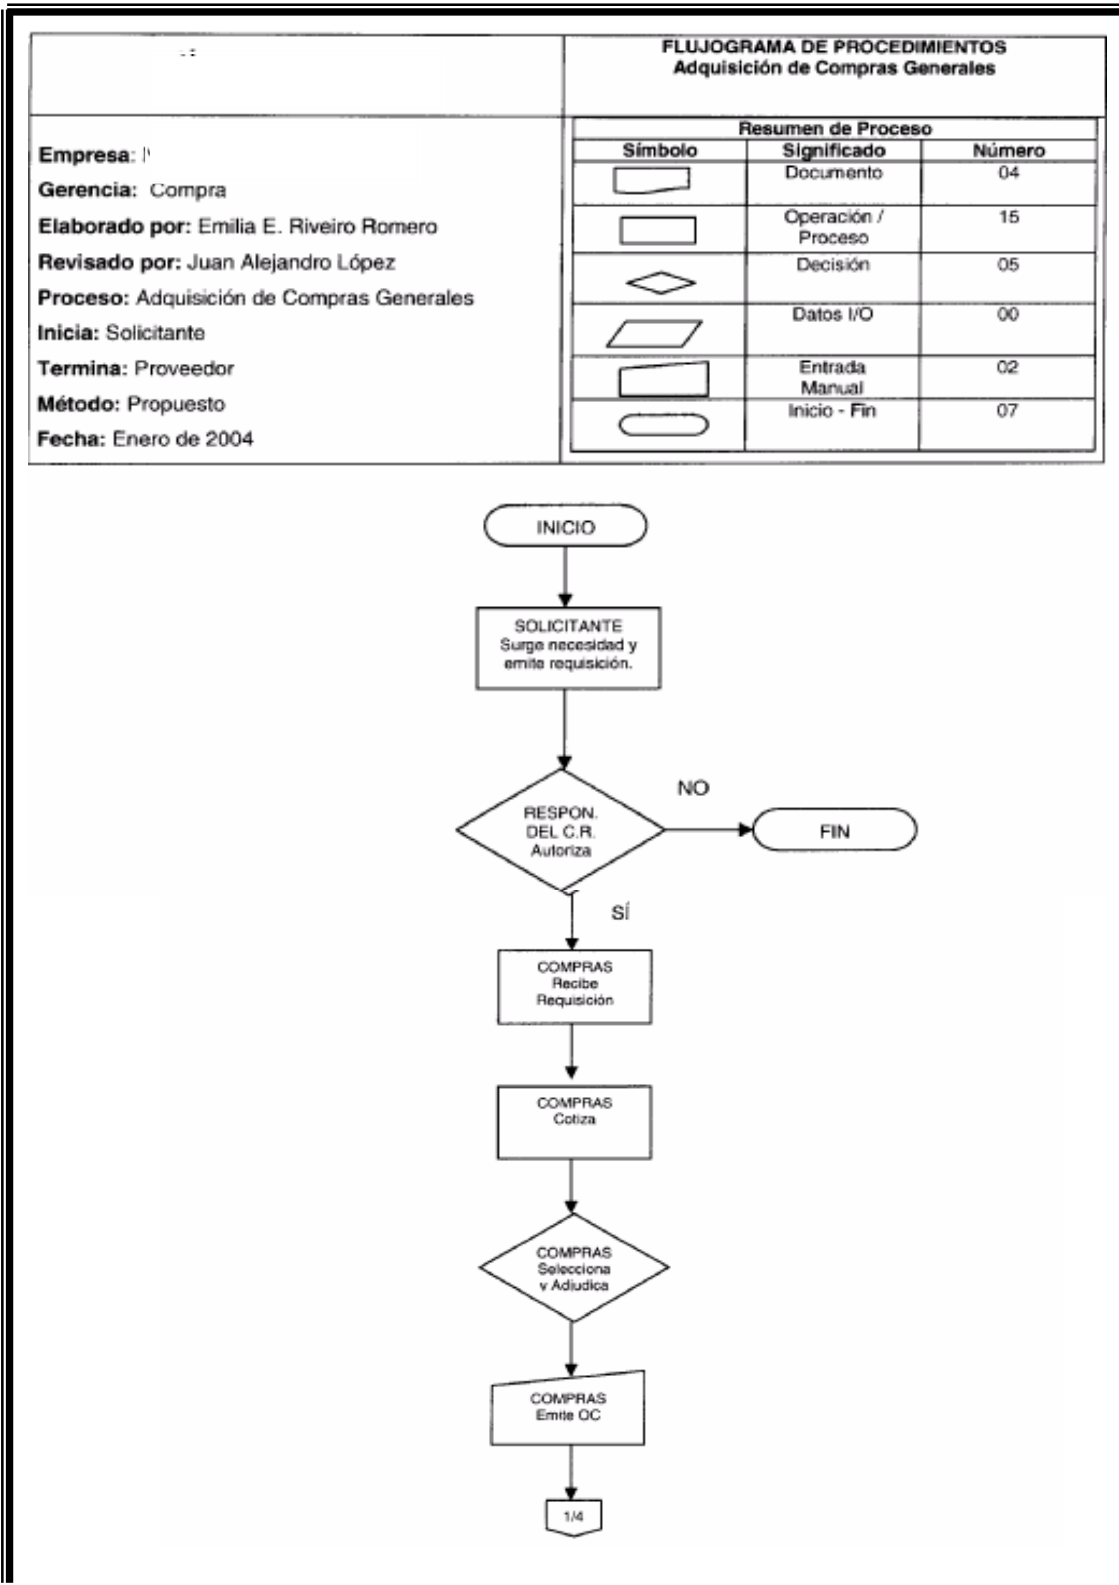 FLUJOGRAMA DE PROCEDIMIENTOS
Adquisición de Compras Generales
Empresa:
Gerencia: Compra
Elaborado por: Emilia E. Riveiro Romero
Revisado por: Juan Alejandro López
Proceso: Adquisición de Compras Generales
Inicia: Solicitante
Termina: Proveedor
Método: Propuesto
Fecha: Enero de 2004
Resumen de Proceso
Símbolo Significado Número
Documento 04
Operación / 15
Proceso
Decisión 05
Datos I/O 00
Entrada 02
Manual
Inicio - Fin 07
INICIO
SOLICITANTE
Surge necesidad y
emite requisición.
RESPON.
DEL C.R.
Autoriza
NO
FIN
SÍ
COMPRAS
Recibe
Requisición
COMPRAS
Cotiza
COMPRAS
Selecciona
y Adjudica
COMPRAS
Emite OC
1/4